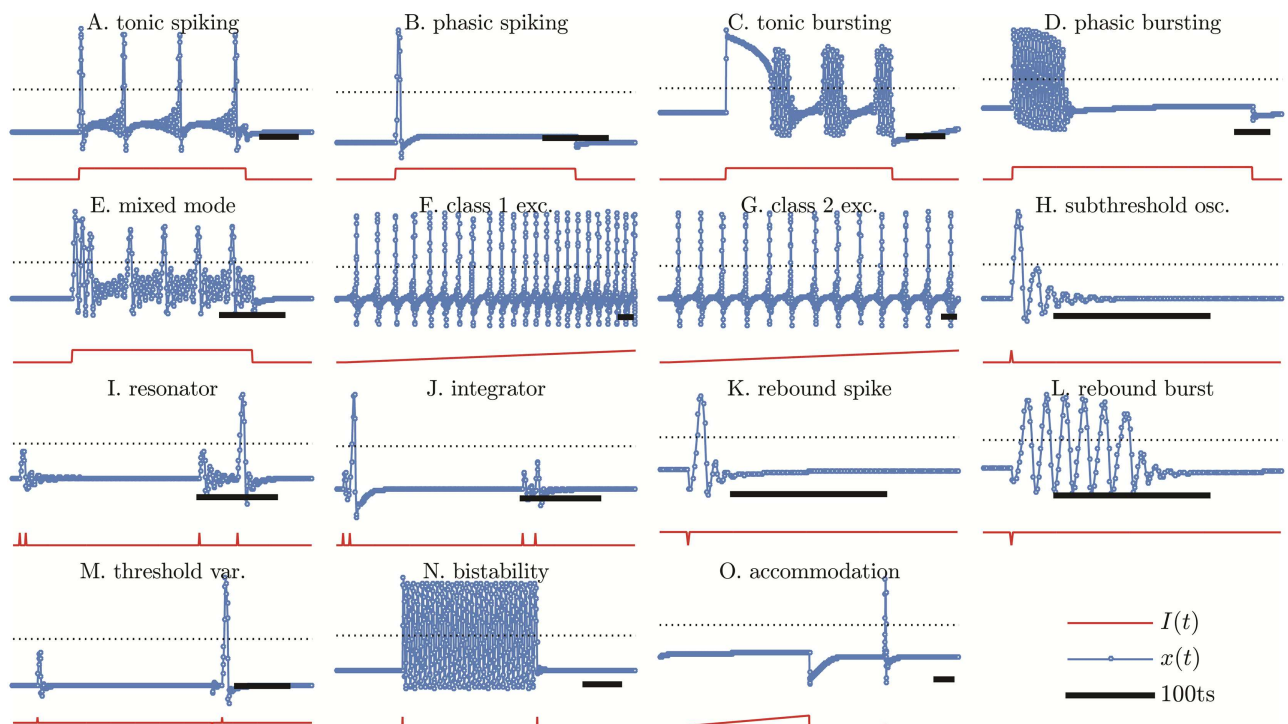 A. tonic spiking
B. phasic spiking
C. tonic bursting
D. phasic bursting
E. mixed mode
F. class 1 exc.
G. class 2 exc.
H. subthreshold osc.
I. resonator
J. integrator
K. rebound spike
L. rebound burst
M. threshold var.
N. bistability
O. accommodation
I(t)
x(t)
100ts